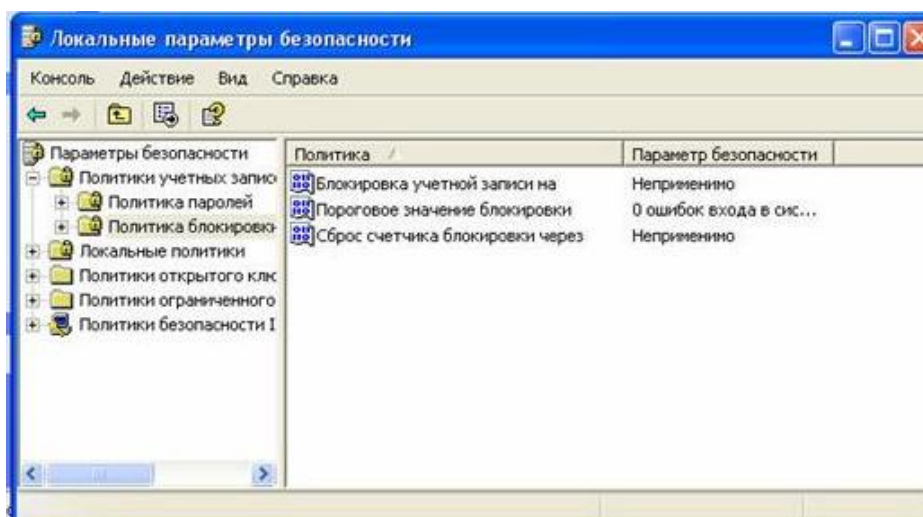 Локальные параметры безопасности
Консоль Действие Вид Справка
Параметры безопасности
Политики учетных записе
Политика паролей
Политика блокировки
Локальные политики
Политики открытого клю
Политики ограниченного
Политики безопасности I
Политика Параметр безопасности
Блокировка учетной записи на Неприменимо
Пороговое значение блокировки 0 ошибок входа в сис...
Сброс счетчика блокировки через Неприменимо